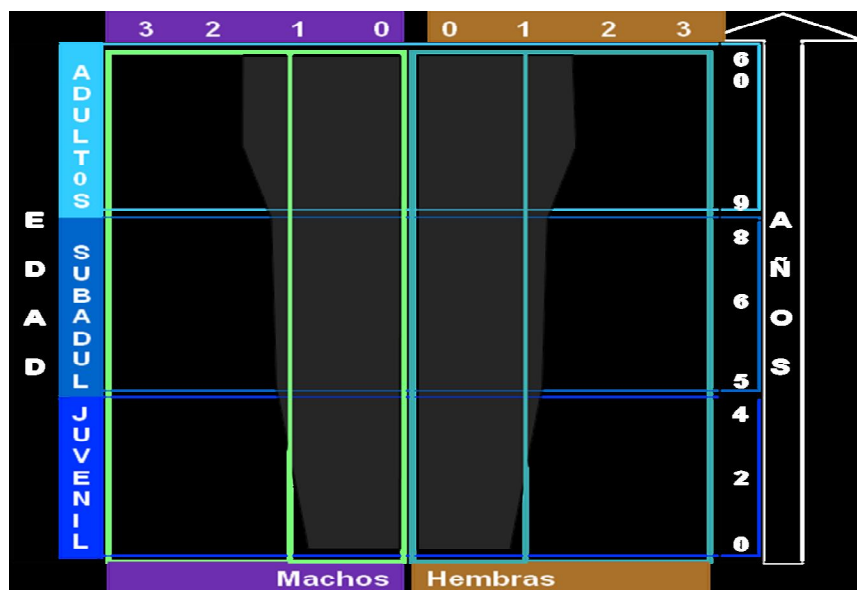 3 2 1 0 0 1 2 3
ADULT0S
SUBADUL
JUVENIL
EDAD
60
9
8
6
5
4
2
0
AÑOS
Machos Hembras